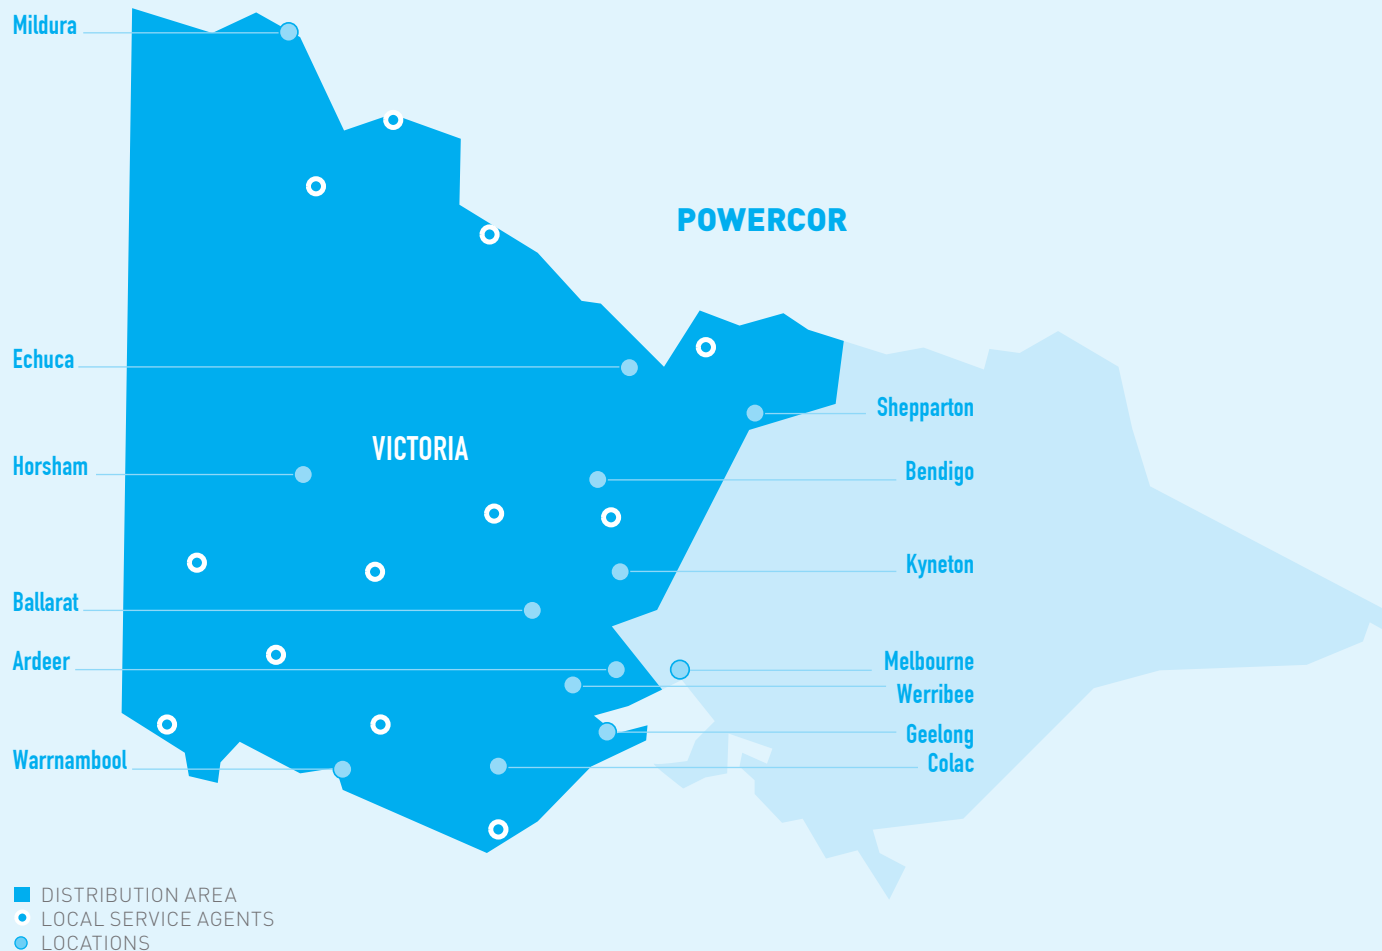 Mildura
POWERCOR
Echuca
Shepparton
VICTORIA
Horsham
Bendigo
Kyneton
Ballarat
Ardeer
Melbourne
Werribee
Geelong
Warrnambool
Colac
DISTRIBUTION AREA
LOCAL SERVICE AGENTS
LOCATIONS